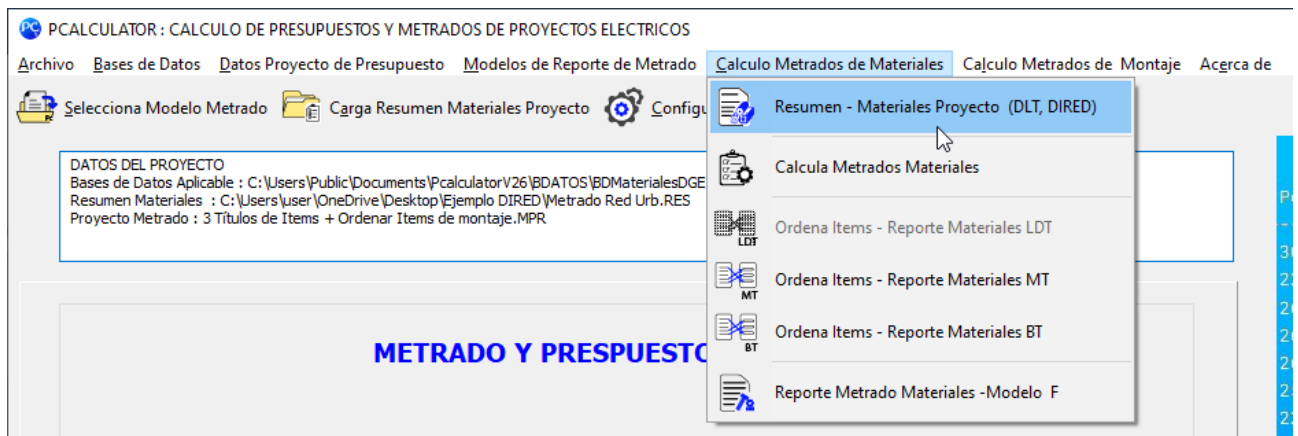 PCALCULATOR : CALCULO DE PRESUPUESTOS Y METRADOS DE PROYECTOS ELECTRICOS
Archivo Bases de Datos Datos Proyecto de Presupuesto Modelos de Reporte de Metrado Calculo Metrados de Materiales Calculo Metrados de Montaje Acerca de
Selecciona Modelo Metrado Carga Resumen Materiales Proyecto
Resumen - Materiales Proyecto (DLT, DIRED)
DATOS DEL PROYECTO
Bases de Datos Aplicable : C:\Users\Public\Documents\PcalculatorV26\BDATOS\BDMaterialesDGE
Resumen Materiales : C:\Users\user\OneDrive\Desktop\Ejemplo DIRED\Metrado Red Urb.RES
Proyecto Metrado : 3 Títulos de Items + Ordenar Items de montaje.MPR
Calcula Metrados Materiales
LDT
Ordena Items - Reporte Materiales LDT
MT
Ordena Items - Reporte Materiales MT
BT
Ordena Items - Reporte Materiales BT
METRADO Y PRESPUESTO
Reporte Metrado Materiales -Modelo F